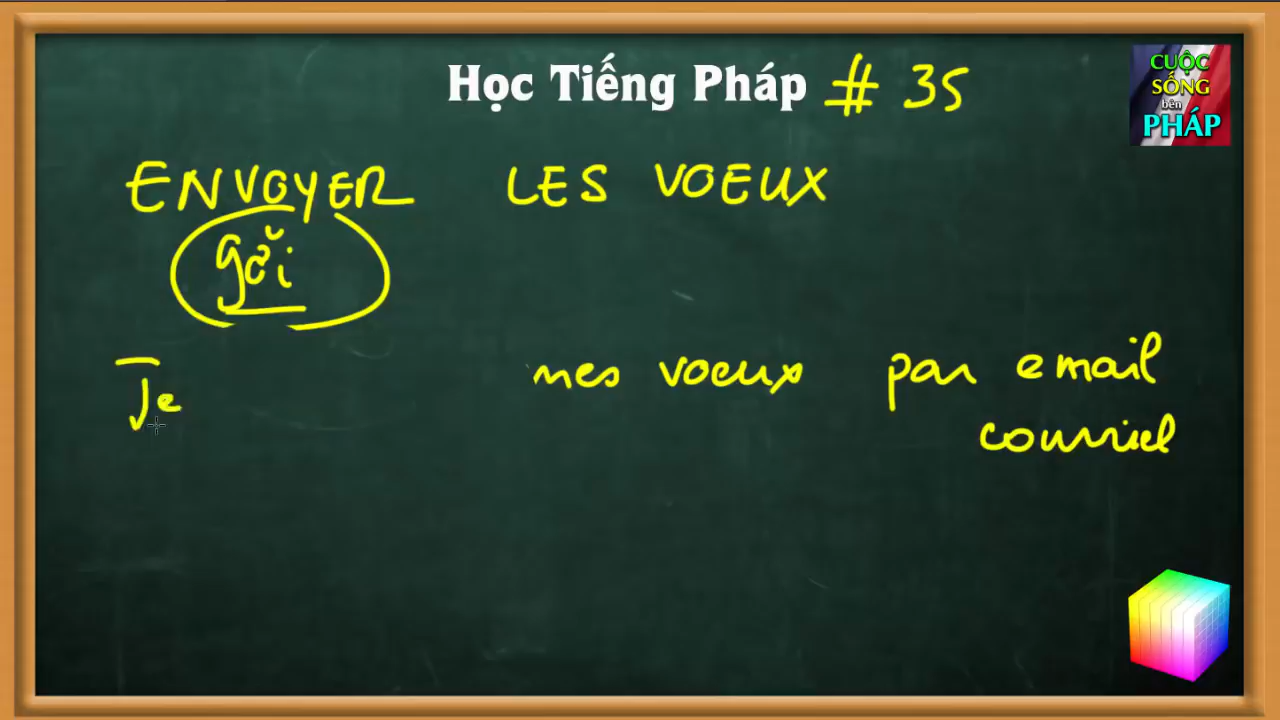 Học Tiếng Pháp # 35
CUỘC
SỐNG
bên
PHÁP
ENVOYER LES VOEUX
gởi
Je mes voeux par email
courriel